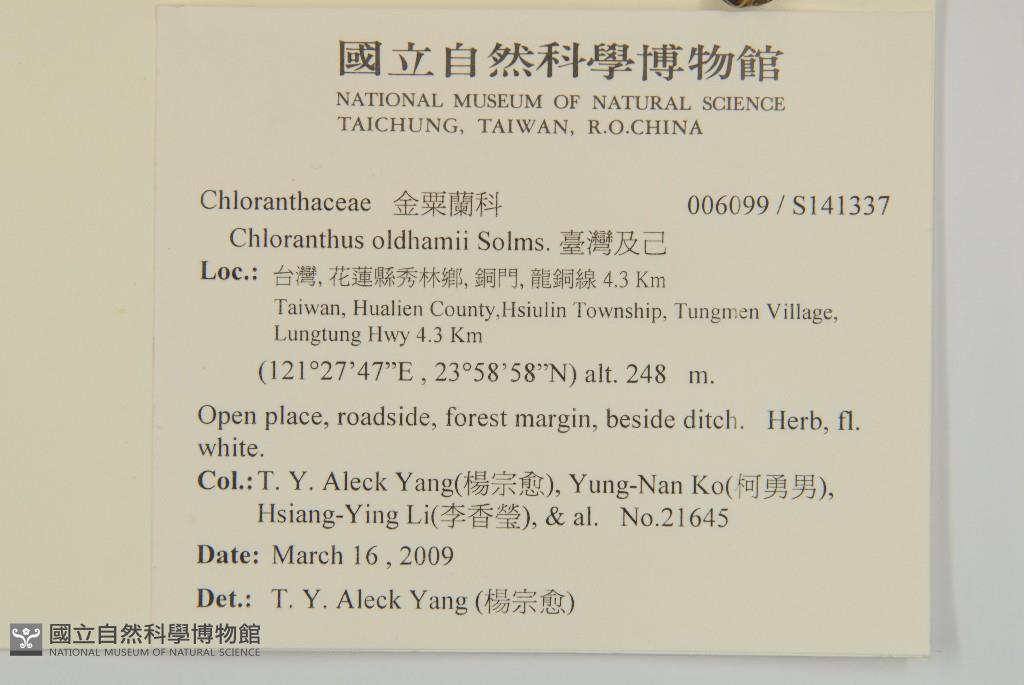 國立自然科學博物館
NATIONAL MUSEUM OF NATURAL SCIENCE
TAICHUNG, TAIWAN, R.O.CHINA
Chloranthaceae 金粟蘭科 006099 / S141337
Chloranthus oldhamii Solms. 臺灣及己
Loc.: 台灣, 花蓮縣秀林鄉, 銅門, 龍銅線 4.3 Km
Taiwan, Hualien County,Hsiulin Township, Tungmen Village,
Lungtung Hwy 4.3 Km
(121°27’47”E , 23°58’58”N) alt. 248 m.
Open place, roadside, forest margin, beside ditch. Herb, fl.
white.
Col.: T. Y. Aleck Yang(楊宗愈), Yung-Nan Ko(柯勇男),
Hsiang-Ying Li(李香瑩), & al. No.21645
Date: March 16 , 2009
Det.: T. Y. Aleck Yang (楊宗愈)
國立自然科學博物館
NATIONAL MUSEUM OF NATURAL SCIENCE